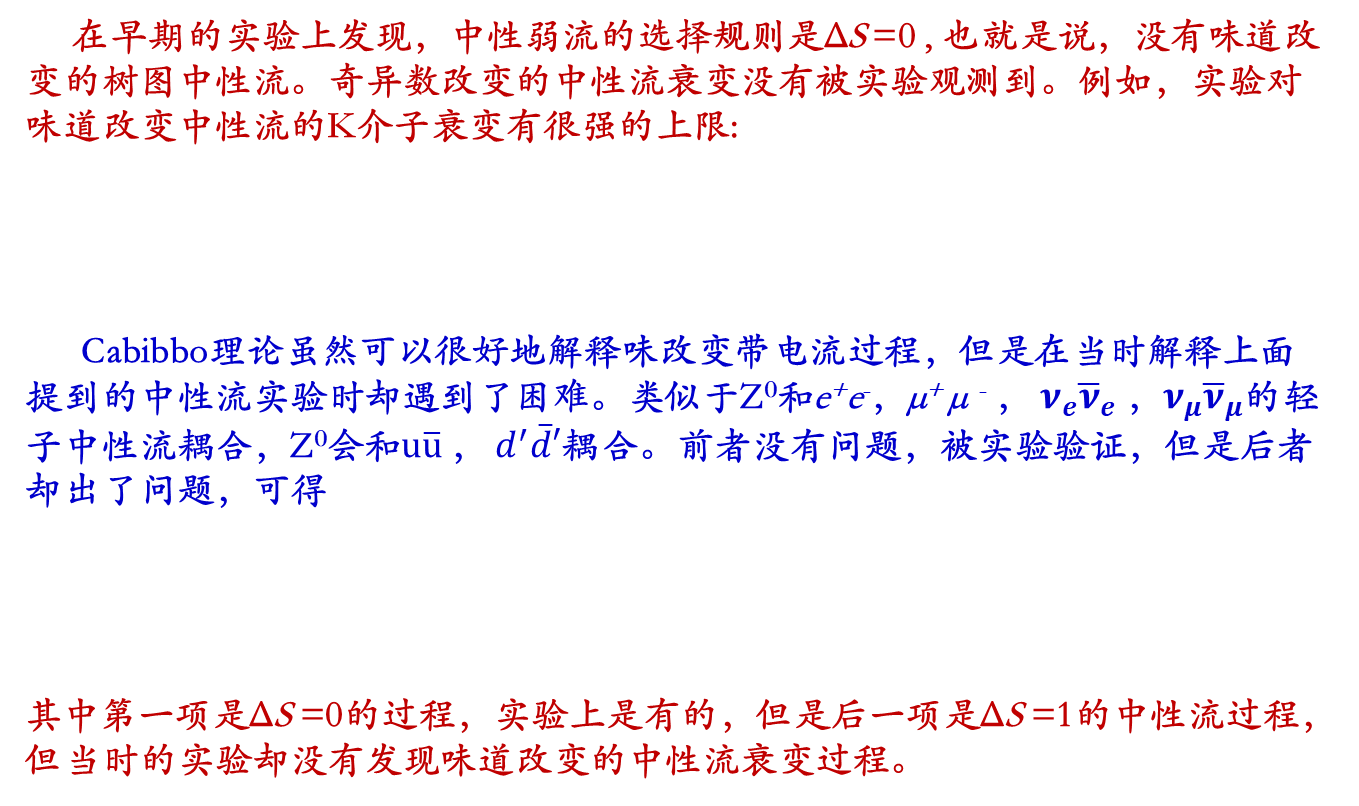 在早期的实验上发现，中性弱流的选择规则是ΔS=0 , 也就是说，没有味道改
变的树图中性流。奇异数改变的中性流衰变没有被实验观测到。例如，实验对
味道改变中性流的K介子衰变有很强的上限:
Cabibbo理论虽然可以很好地解释味改变带电流过程，但是在当时解释上面
提到的中性流实验时却遇到了困难。类似于Z⁰和e⁺e⁻，μ⁺μ⁻， νₑν̅ₑ ，ν_μν̅_μ的轻
子中性流耦合，Z⁰会和uū ， d′d̅′耦合。前者没有问题，被实验验证，但是后者
却出了问题，可得
其中第一项是ΔS=0的过程，实验上是有的，但是后一项是ΔS=1的中性流过程，
但当时的实验却没有发现味道改变的中性流衰变过程。